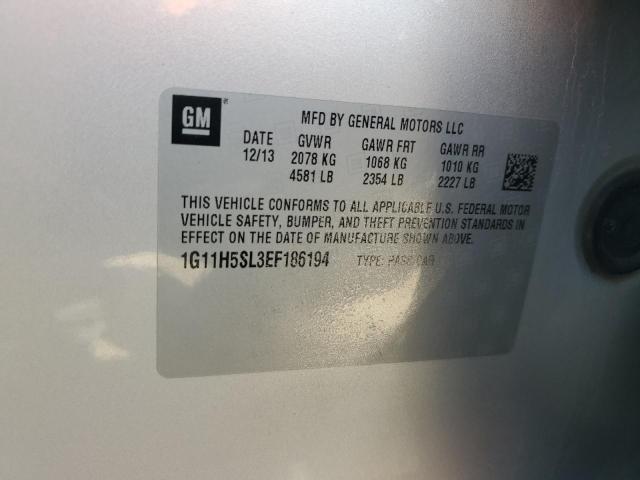 GM
MFD BY GENERAL MOTORS LLC
DATE GVWR GAWR FRT GAWR RR
12/13 2078 KG 1068 KG 1010 KG
4581 LB 2354 LB 2227 LB
THIS VEHICLE CONFORMS TO ALL APPLICABLE U.S. FEDERAL MOTOR
VEHICLE SAFETY, BUMPER, AND THEFT PREVENTION STANDARDS IN
EFFECT ON THE DATE OF MANUFACTURE SHOWN ABOVE.
1G11H5SL3EF186194 TYPE: PASS CAR